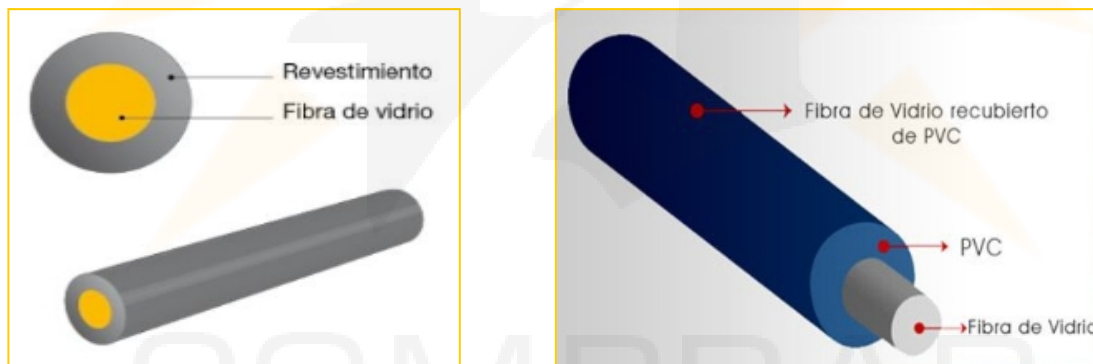 Revestimiento
Fibra de vidrio
Fibra de Vidrio recubierto
de PVC
PVC
Fibra de Vidrio